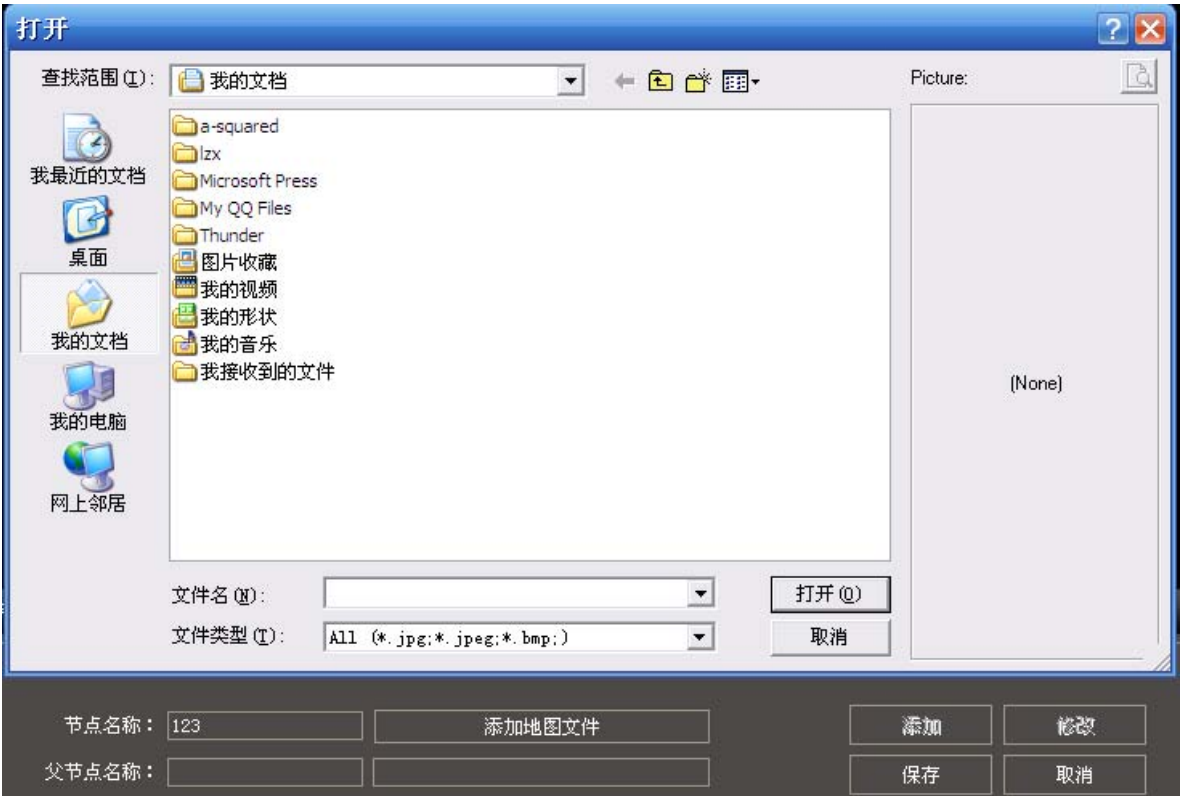 打开
查找范围(I):
我的文档
Picture:
我最近的文档
桌面
我的文档
我的电脑
网上邻居
a-squared
lzx
Microsoft Press
My QQ Files
Thunder
图片收藏
我的视频
我的形状
我的音乐
我接收到的文件
(None)
文件名(N):
打开(O)
文件类型(T):
All (*.jpg;*.jpeg;*.bmp;)
取消
节点名称：
123
添加地图文件
添加
修改
父节点名称：
保存
取消